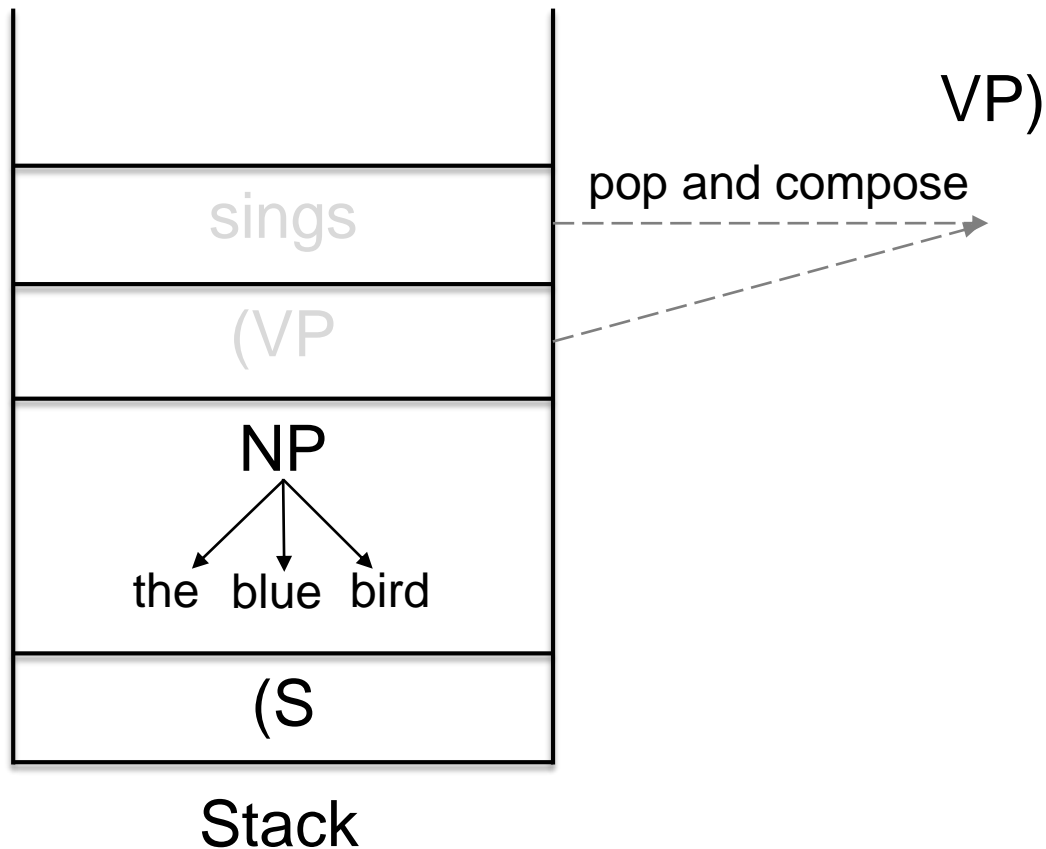 VP)
pop and compose
sings
(VP
NP
the blue bird
(S
Stack